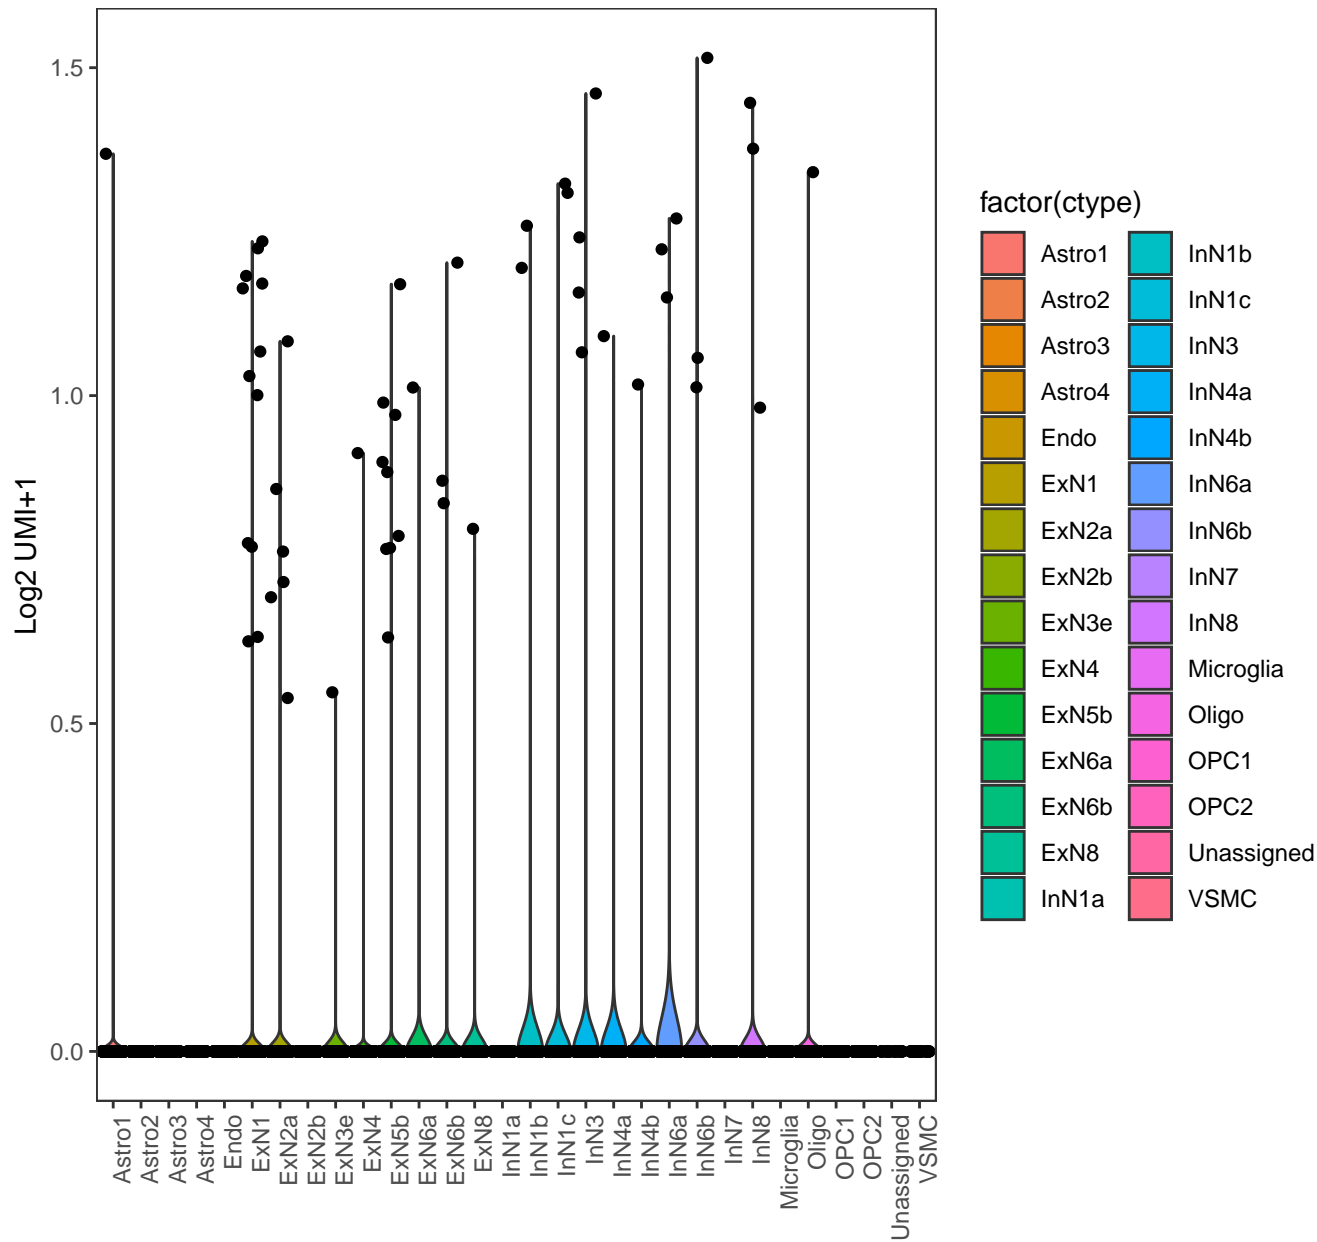 Log2 UMI+1
1.5
1.0
0.5
0.0
Astro1
Astro2
Astro3
Astro4
Endo
ExN1
ExN2a
ExN2b
ExN3e
ExN4
ExN5b
ExN6a
ExN6b
ExN8
InN1a
InN1b
InN1c
InN3
InN4a
InN4b
InN6a
InN6b
InN7
InN8
Microglia
Oligo
OPC1
OPC2
Unassigned
VSMC
factor(ctype)
Astro1
Astro2
Astro3
Astro4
Endo
ExN1
ExN2a
ExN2b
ExN3e
ExN4
ExN5b
ExN6a
ExN6b
ExN8
InN1a
InN1b
InN1c
InN3
InN4a
InN4b
InN6a
InN6b
InN7
InN8
Microglia
Oligo
OPC1
OPC2
Unassigned
VSMC